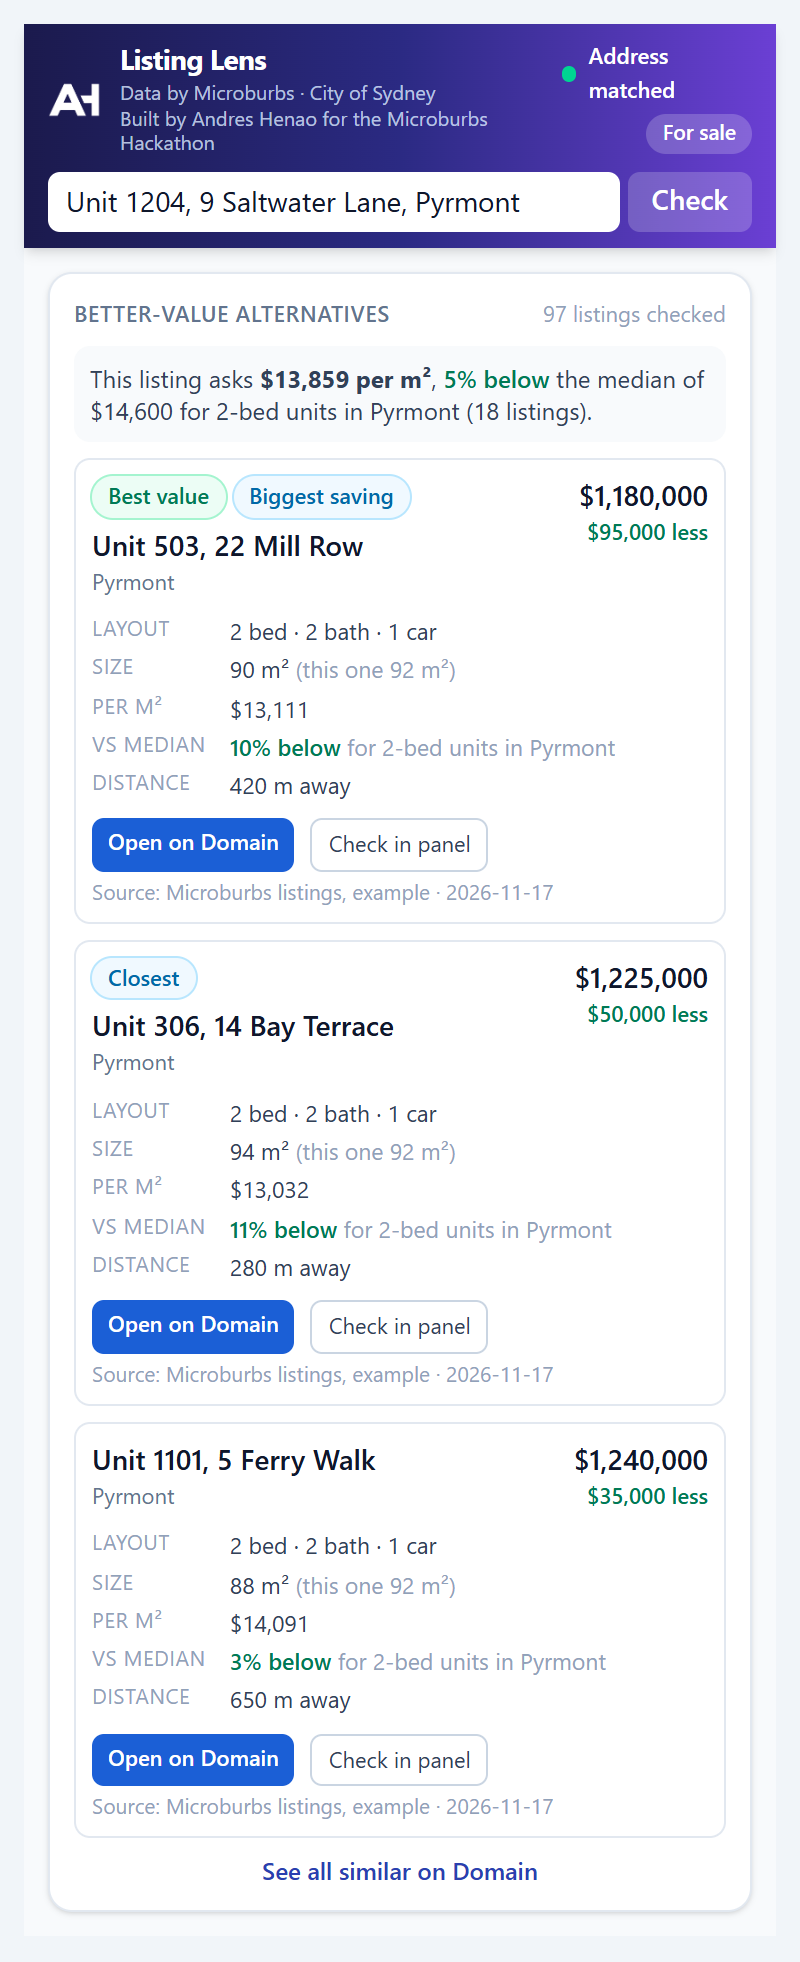 AH
Listing Lens
Data by Microburbs · City of Sydney
Built by Andres Henao for the Microburbs
Hackathon
Address
matched
For sale
Unit 1204, 9 Saltwater Lane, Pyrmont
Check
BETTER-VALUE ALTERNATIVES
97 listings checked
This listing asks $13,859 per m², 5% below the median of
$14,600 for 2-bed units in Pyrmont (18 listings).
Best value
Biggest saving
$1,180,000
$95,000 less
Unit 503, 22 Mill Row
Pyrmont
LAYOUT 2 bed · 2 bath · 1 car
SIZE 90 m² (this one 92 m²)
PER M² $13,111
VS MEDIAN 10% below for 2-bed units in Pyrmont
DISTANCE 420 m away
Open on Domain
Check in panel
Source: Microburbs listings, example · 2026-11-17
Closest
$1,225,000
$50,000 less
Unit 306, 14 Bay Terrace
Pyrmont
LAYOUT 2 bed · 2 bath · 1 car
SIZE 94 m² (this one 92 m²)
PER M² $13,032
VS MEDIAN 11% below for 2-bed units in Pyrmont
DISTANCE 280 m away
Open on Domain
Check in panel
Source: Microburbs listings, example · 2026-11-17
Unit 1101, 5 Ferry Walk
$1,240,000
Pyrmont
$35,000 less
LAYOUT 2 bed · 2 bath · 1 car
SIZE 88 m² (this one 92 m²)
PER M² $14,091
VS MEDIAN 3% below for 2-bed units in Pyrmont
DISTANCE 650 m away
Open on Domain
Check in panel
Source: Microburbs listings, example · 2026-11-17
See all similar on Domain